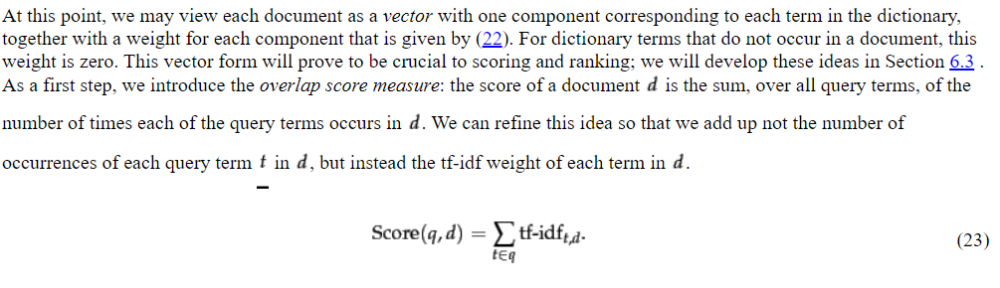 At this point, we may view each document as a vector with one component corresponding to each term in the dictionary,
together with a weight for each component that is given by (22). For dictionary terms that do not occur in a document, this
weight is zero. This vector form will prove to be crucial to scoring and ranking; we will develop these ideas in Section 6.3 .
As a first step, we introduce the overlap score measure: the score of a document d is the sum, over all query terms, of the
number of times each of the query terms occurs in d. We can refine this idea so that we add up not the number of
occurrences of each query term t in d, but instead the tf-idf weight of each term in d.
Score(q, d) = ∑_{t∈q} tf-idf_{t,d}. (23)